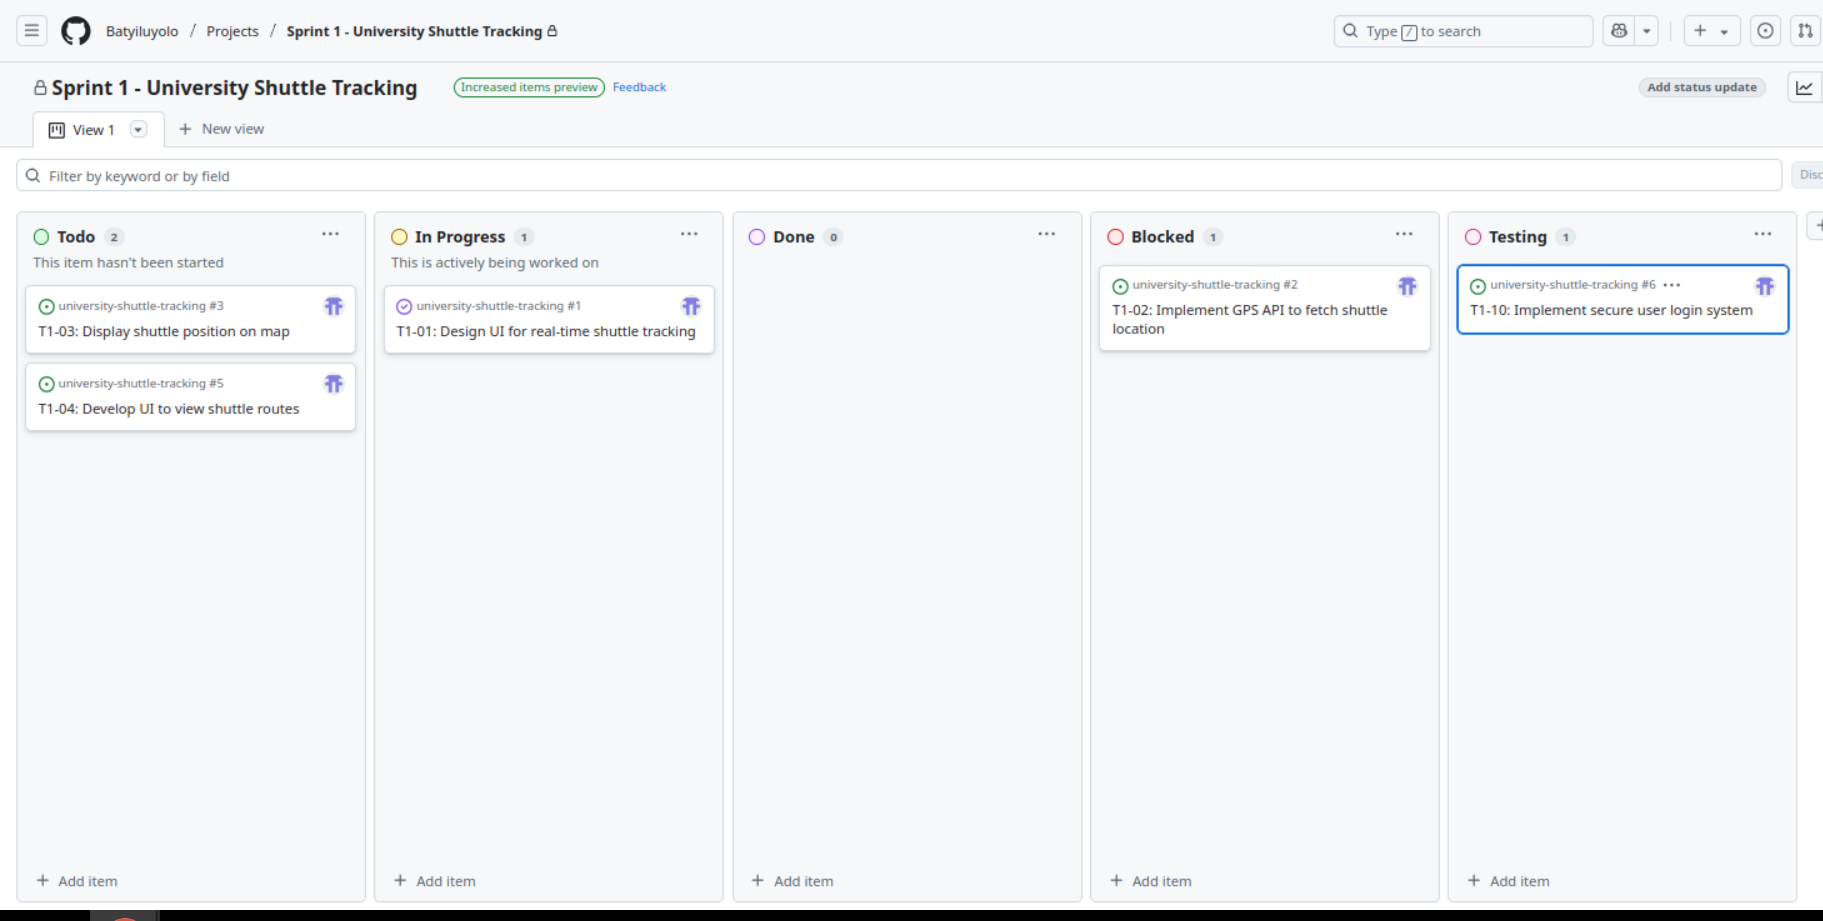 Batyiluyolo / Projects / Sprint 1 - University Shuttle Tracking
Type / to search
Sprint 1 - University Shuttle Tracking
Increased items preview
Feedback
Add status update
View 1
New view
Filter by keyword or by field
Todo 2
This item hasn't been started
university-shuttle-tracking #3
T1-03: Display shuttle position on map
university-shuttle-tracking #5
T1-04: Develop UI to view shuttle routes
Add item
In Progress 1
This is actively being worked on
university-shuttle-tracking #1
T1-01: Design UI for real-time shuttle tracking
Add item
Done 0
Add item
Blocked 1
university-shuttle-tracking #2
T1-02: Implement GPS API to fetch shuttle
location
Add item
Testing 1
university-shuttle-tracking #6
T1-10: Implement secure user login system
Add item